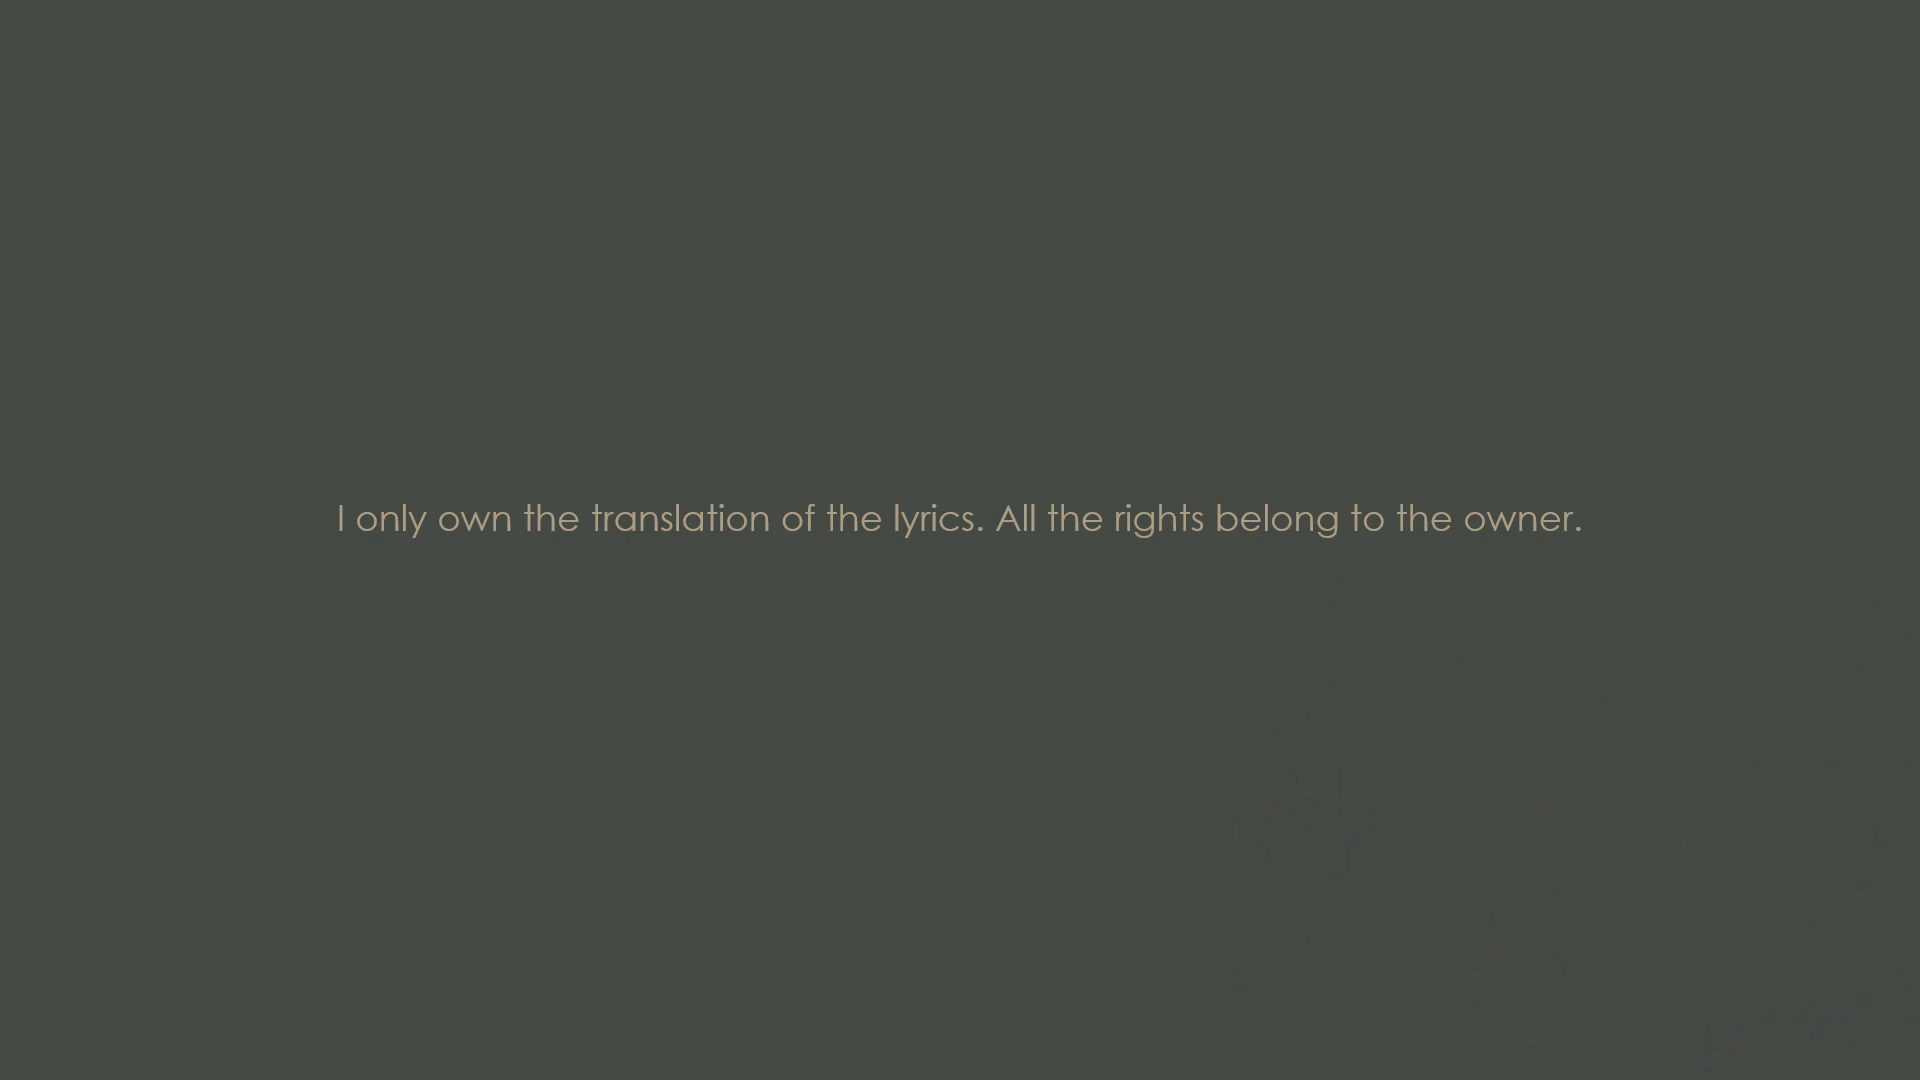 I only own the translation of the lyrics. All the rights belong to the owner.